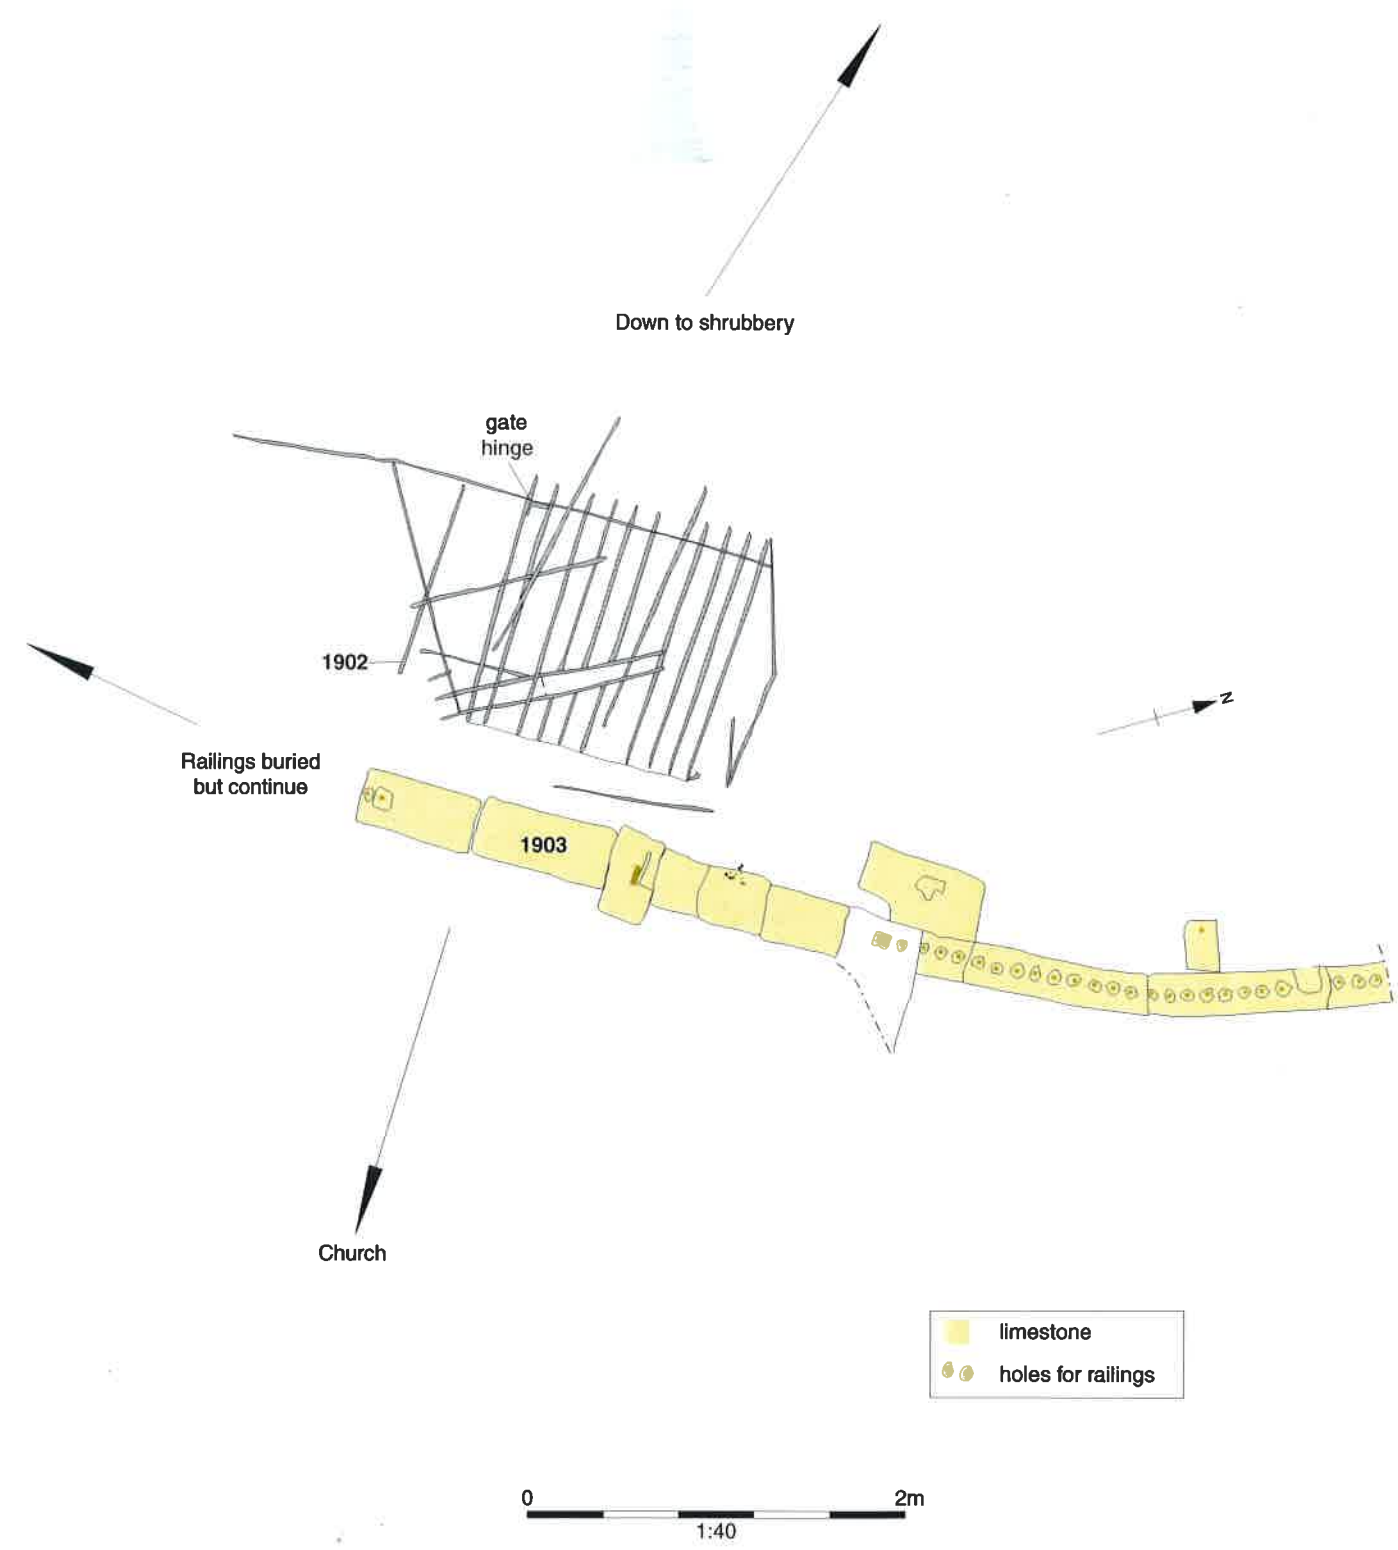 Down to shrubbery
gate
hinge
1902
N
Railings buried
but continue
1903
Church
limestone
holes for railings
0
2m
1:40